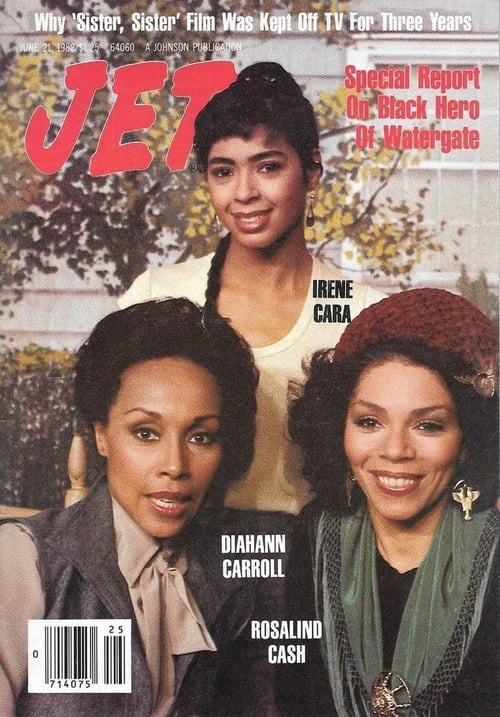 Why 'Sister, Sister' Film Was Kept Off TV For Three Years
JUNE 21, 1982/$1.25 64060 A JOHNSON PUBLICATION
JET
®
Special Report
On Black Hero
Of Watergate
IRENE
CARA
DIAHANN
CARROLL
ROSALIND
CASH
25
0
714075